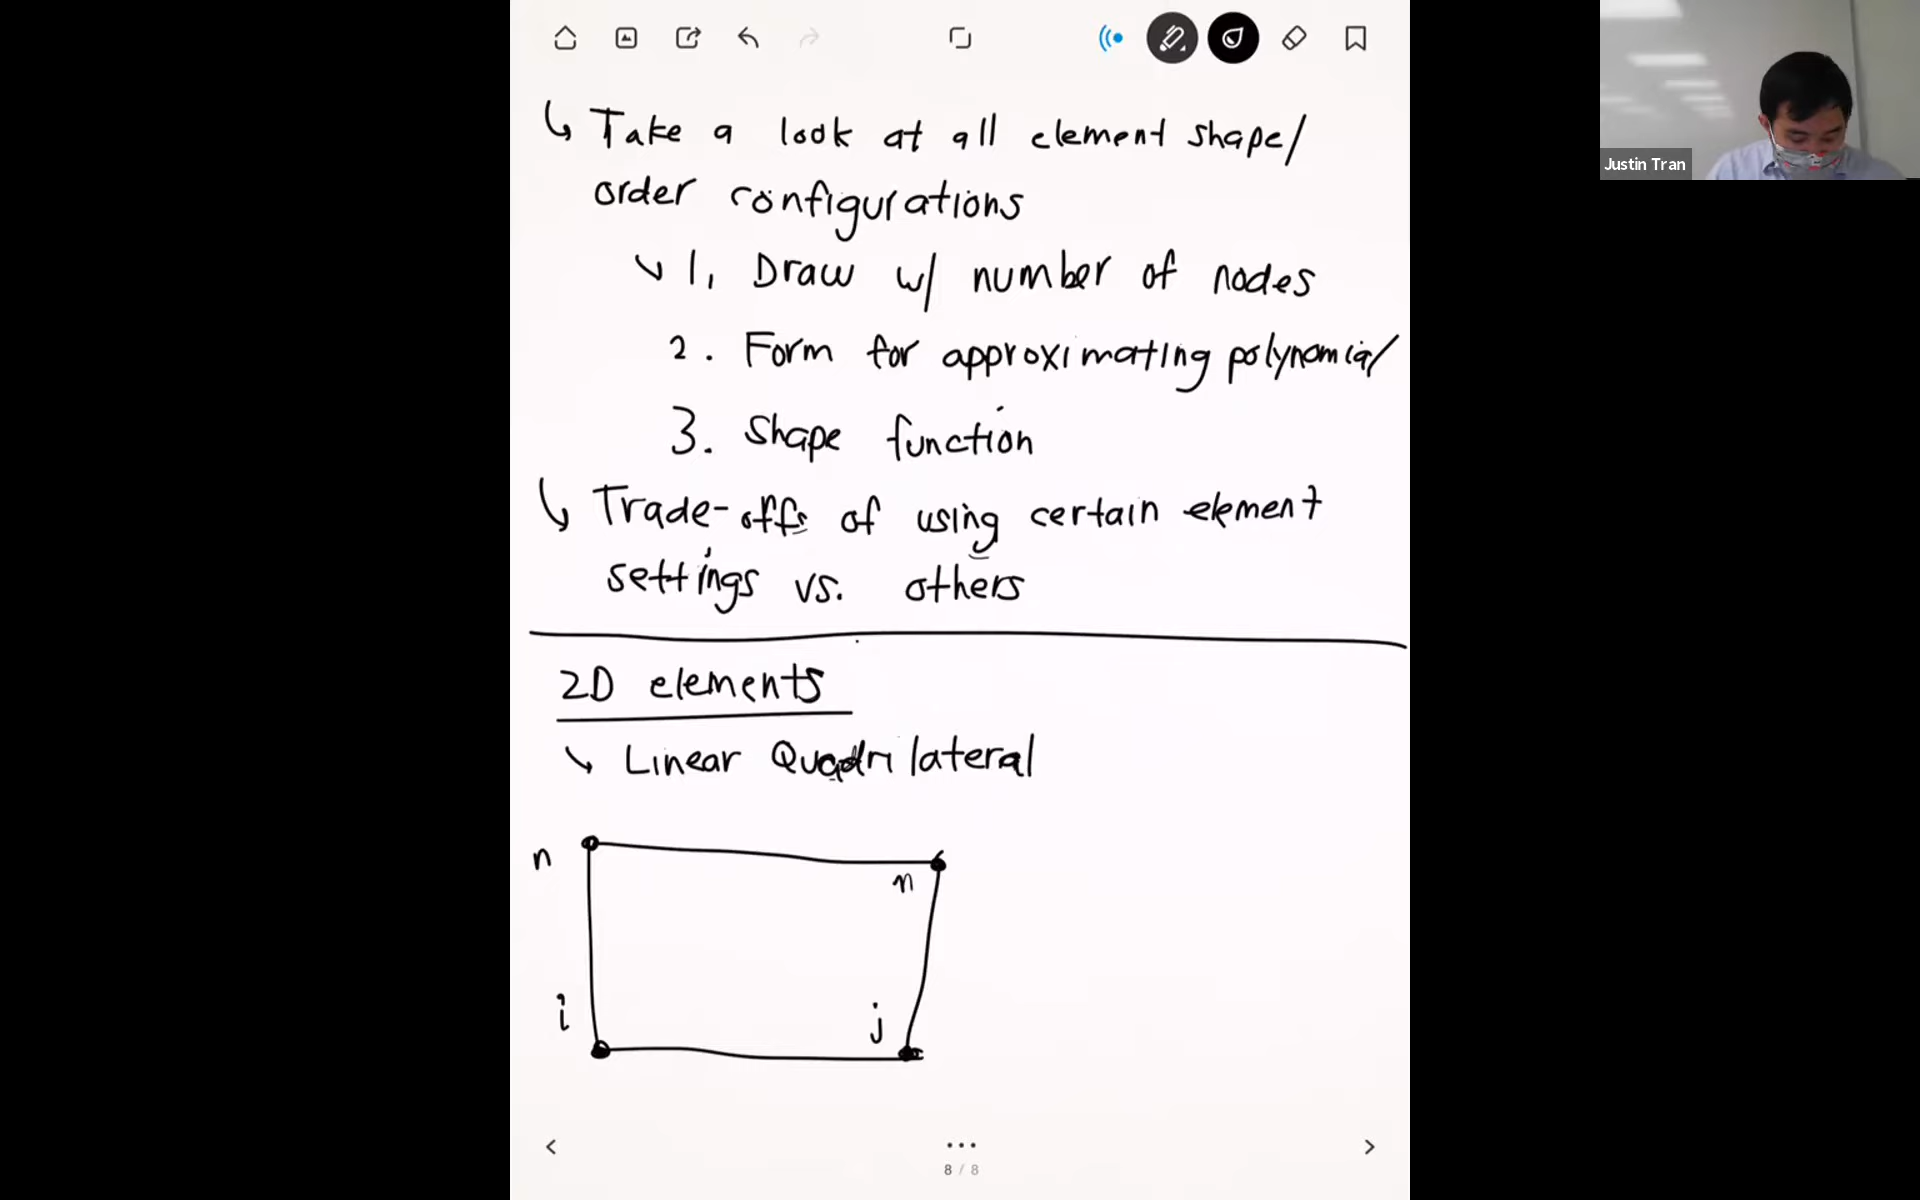 Justin Tran
↳ Take a look at all element shape/
order configurations
↘ 1. Draw w/ number of nodes
2. Form for approximating polynomial
3. Shape function
↳ Trade-offs of using certain element
settings vs. others
2D elements
↘ Linear Quadrilateral
n
m
i
j
8 / 8